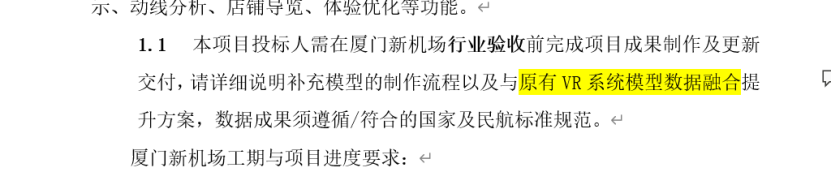 示、动线分析、店铺导览、体验优化等功能。
1.1 本项目投标人需在厦门新机场行业验收前完成项目成果制作及更新
交付，请详细说明补充模型的制作流程以及与原有 VR 系统模型数据融合提
升方案，数据成果须遵循/符合的国家及民航标准规范。
厦门新机场工期与项目进度要求：